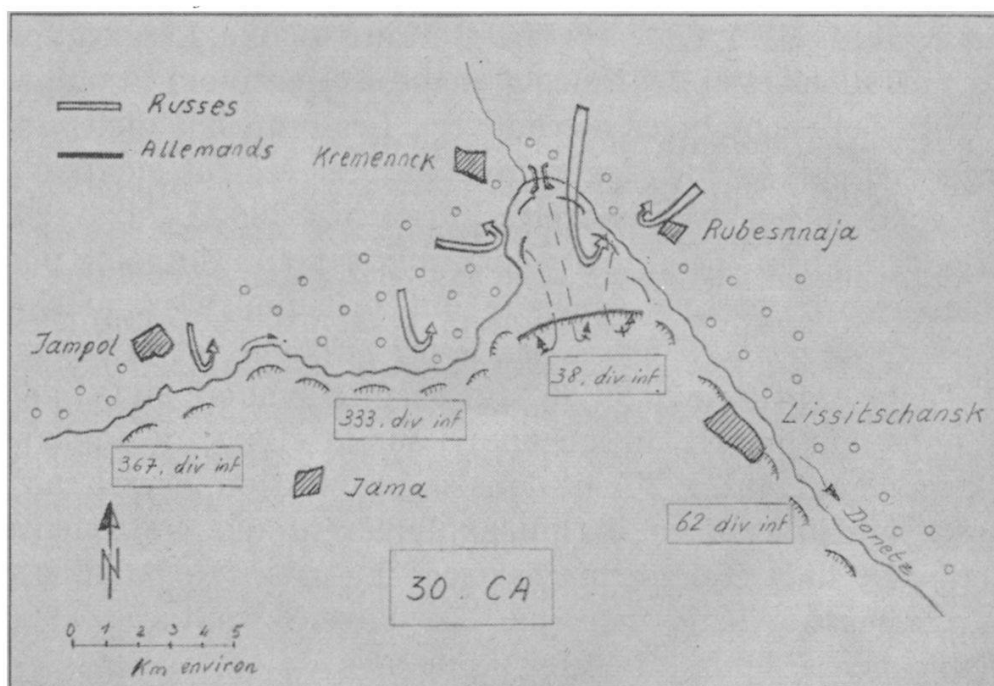 Russes
Allemands
Kremennck
Rubesnnaja
Jampol
38. div inf
333. div inf
Lissitschansk
367. div inf
Jama
62 div inf
Donetz
N
30. CA
0 1 2 3 4 5
Km environ